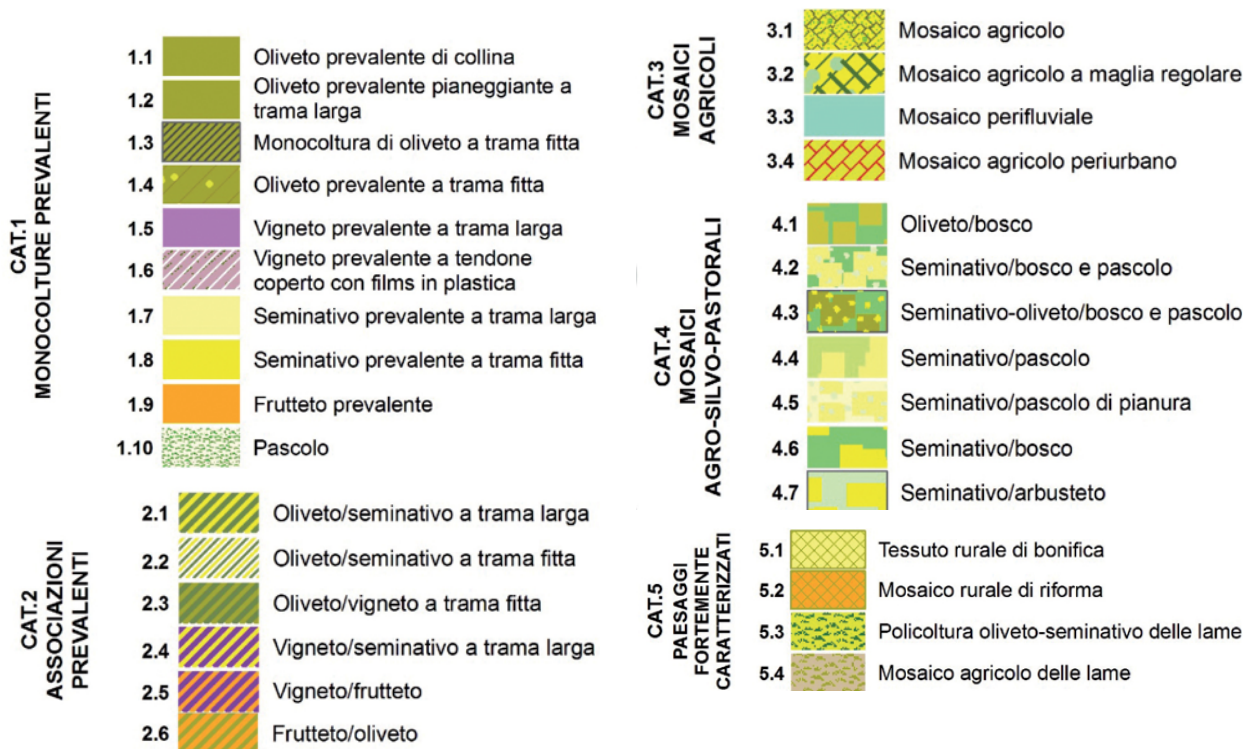 CAT.1
MONOCOLTURE PREVALENTI
1.1 Oliveto prevalente di collina
1.2 Oliveto prevalente pianeggiante a
trama larga
1.3 Monocoltura di oliveto a trama fitta
1.4 Oliveto prevalente a trama fitta
1.5 Vigneto prevalente a trama larga
1.6 Vigneto prevalente a tendone
coperto con films in plastica
1.7 Seminativo prevalente a trama larga
1.8 Seminativo prevalente a trama fitta
1.9 Frutteto prevalente
1.10 Pascolo
CAT.2
ASSOCIAZIONI
PREVALENTI
2.1 Oliveto/seminativo a trama larga
2.2 Oliveto/seminativo a trama fitta
2.3 Oliveto/vigneto a trama fitta
2.4 Vigneto/seminativo a trama larga
2.5 Vigneto/frutteto
2.6 Frutteto/oliveto
CAT.3
MOSAICI
AGRICOLI
3.1 Mosaico agricolo
3.2 Mosaico agricolo a maglia regolare
3.3 Mosaico perifluviale
3.4 Mosaico agricolo periurbano
CAT.4
MOSAICI
AGRO-SILVO-PASTORALI
4.1 Oliveto/bosco
4.2 Seminativo/bosco e pascolo
4.3 Seminativo-oliveto/bosco e pascolo
4.4 Seminativo/pascolo
4.5 Seminativo/pascolo di pianura
4.6 Seminativo/bosco
4.7 Seminativo/arbusteto
CAT.5
PAESAGGI
FORTEMENTE
CARATTERIZZATI
5.1 Tessuto rurale di bonifica
5.2 Mosaico rurale di riforma
5.3 Policoltura oliveto-seminativo delle lame
5.4 Mosaico agricolo delle lame